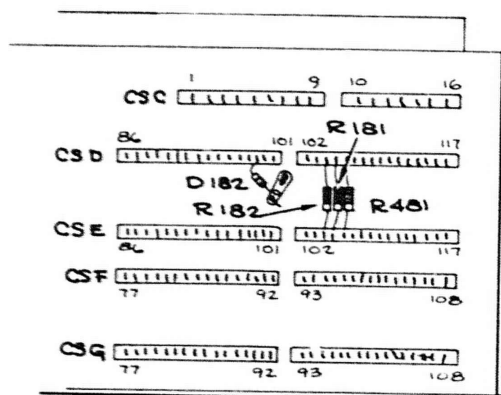 1 9 10 16
CSC
86 101 102 R181 117
CSD
D182
R182 R481
CSE
86 101 102 117
CSF
77 92 93 108
CSG
77 92 93 108